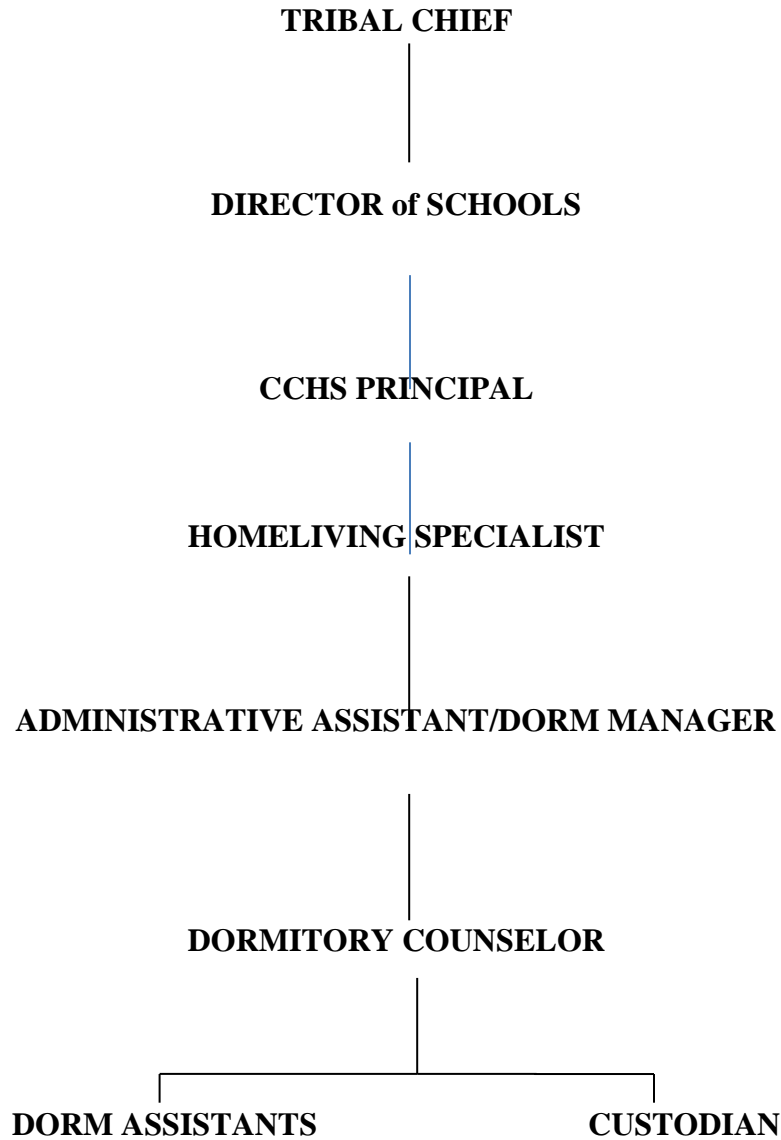 TRIBAL CHIEF
DIRECTOR of SCHOOLS
CCHS PRINCIPAL
HOMELIVING SPECIALIST
ADMINISTRATIVE ASSISTANT/DORM MANAGER
DORMITORY COUNSELOR
DORM ASSISTANTS CUSTODIAN